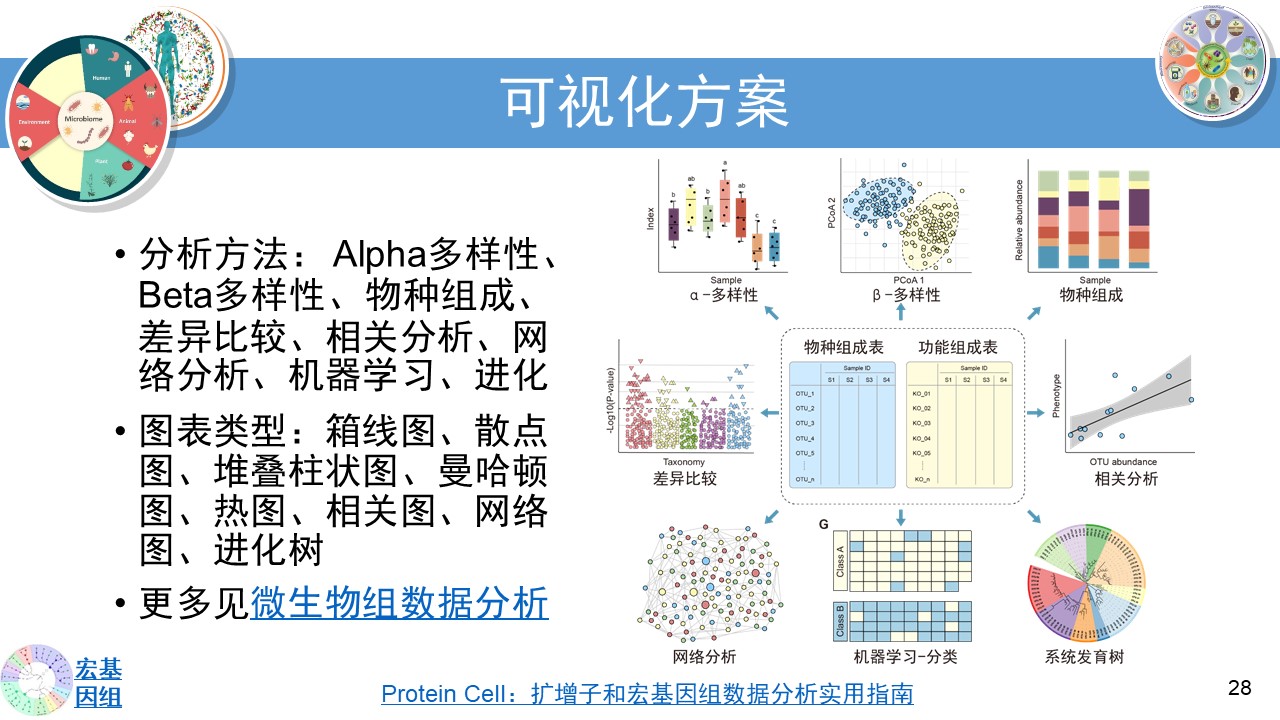 可视化方案
Human
Environment
Microbiome
Animal
Plant
• 分析方法：Alpha多样性、
Beta多样性、物种组成、
差异比较、相关分析、网
络分析、机器学习、进化
• 图表类型：箱线图、散点
图、堆叠柱状图、曼哈顿
图、热图、相关图、网络
图、进化树
• 更多见微生物组数据分析
Index
b
ab
b
a
ab
c
c
Sample
α-多样性
PCoA 2
PCoA 1
β-多样性
Relative abundance
Sample
物种组成
-Log10(P-value)
Taxonomy
差异比较
物种组成表
Sample ID
S1 S2 S3 S4
OTU_1
OTU_2
OTU_3
OTU_4
OTU_5
OTU_n
功能组成表
Sample ID
S1 S2 S3 S4
KO_01
KO_02
KO_03
KO_04
KO_05
KO_n
Phenotype
OTU abundance
相关分析
网络分析
G
Class A
Class B
机器学习-分类
系统发育树
宏基
因组
Protein Cell：扩增子和宏基因组数据分析实用指南
28